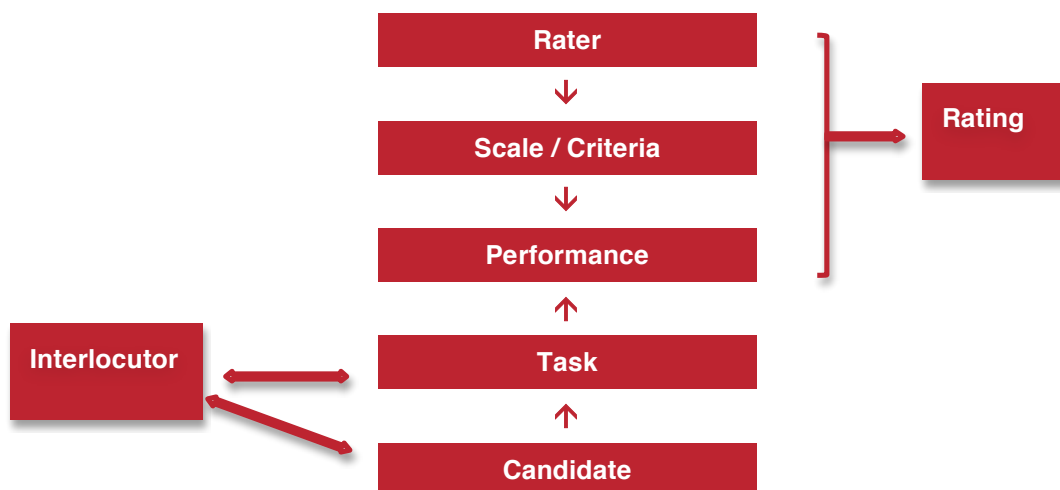 Rater
Scale / Criteria
Rating
Performance
Interlocutor
Task
Candidate